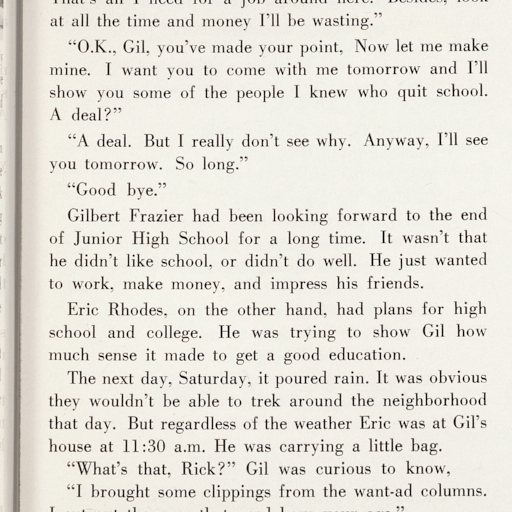 That's all I need for a job around here. Besides, look
at all the time and money I'll be wasting."
"O.K., Gil, you've made your point, Now let me make
mine. I want you to come with me tomorrow and I'll
show you some of the people I knew who quit school.
A deal?"
"A deal. But I really don't see why. Anyway, I'll see
you tomorrow. So long."
"Good bye."
Gilbert Frazier had been looking forward to the end
of Junior High School for a long time. It wasn't that
he didn't like school, or didn't do well. He just wanted
to work, make money, and impress his friends.
Eric Rhodes, on the other hand, had plans for high
school and college. He was trying to show Gil how
much sense it made to get a good education.
The next day, Saturday, it poured rain. It was obvious
they wouldn't be able to trek around the neighborhood
that day. But regardless of the weather Eric was at Gil's
house at 11:30 a.m. He was carrying a little bag.
"What's that, Rick?" Gil was curious to know,
"I brought some clippings from the want-ad columns.